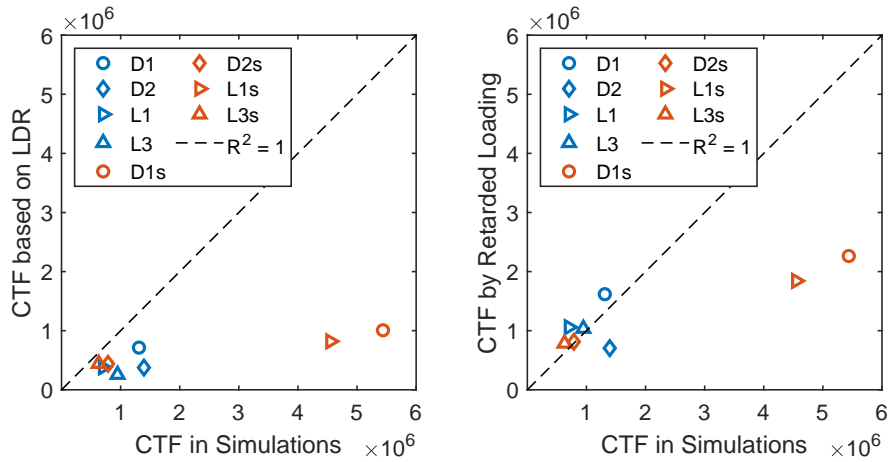 ×10^6
6
5
4
3
2
1
0
CTF based on LDR
D1
D2
L1
L3
D1s
D2s
L1s
L3s
R^2 = 1
1 2 3 4 5 6
CTF in Simulations
×10^6
×10^6
6
5
4
3
2
1
0
CTF by Retarded Loading
D1
D2
L1
L3
D1s
D2s
L1s
L3s
R^2 = 1
1 2 3 4 5 6
CTF in Simulations
×10^6